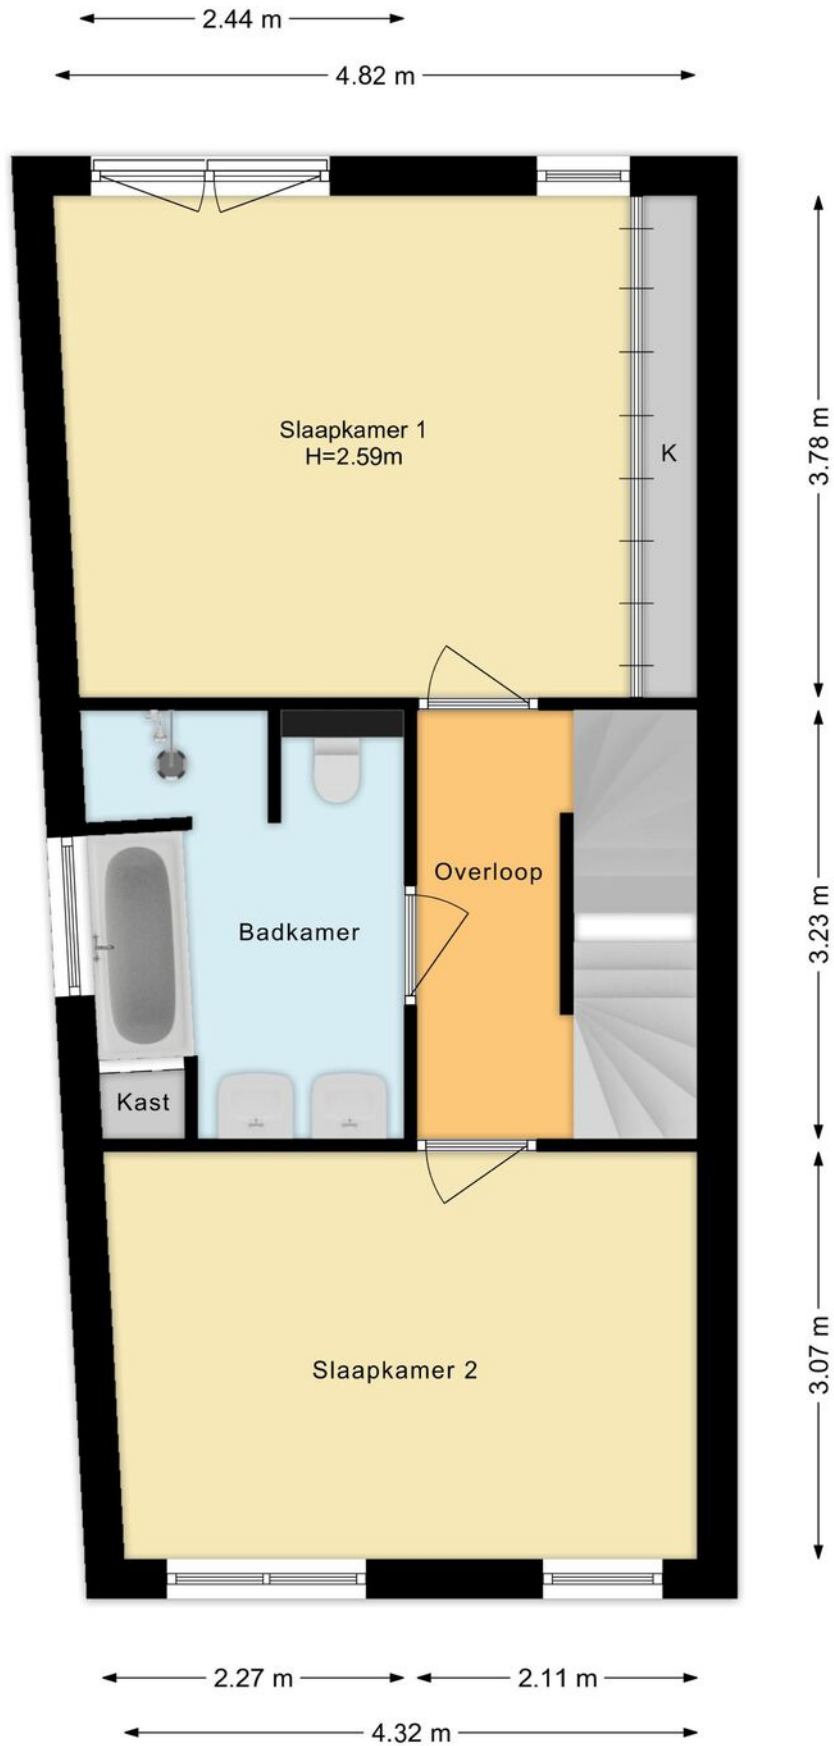 2.44 m
4.82 m
Slaapkamer 1
H=2.59m
K
3.78 m
Overloop
Badkamer
3.23 m
Kast
Slaapkamer 2
3.07 m
2.27 m
2.11 m
4.32 m